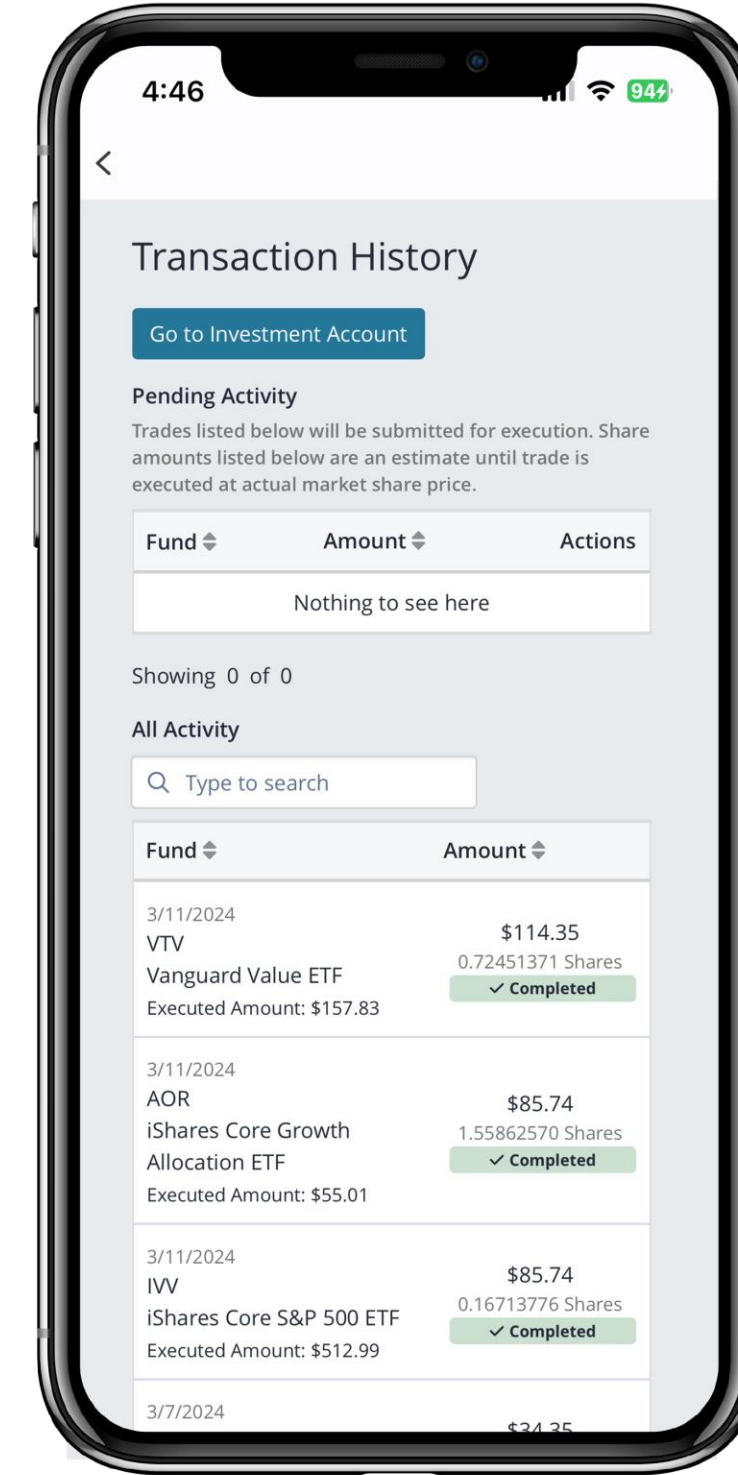 4:46
94
Transaction History
Go to Investment Account
Pending Activity
Trades listed below will be submitted for execution. Share
amounts listed below are an estimate until trade is
executed at actual market share price.
Fund Amount Actions
Nothing to see here
Showing 0 of 0
All Activity
Type to search
Fund Amount
3/11/2024
VTV
Vanguard Value ETF
Executed Amount: $157.83
$114.35
0.72451371 Shares
✓ Completed
3/11/2024
AOR
iShares Core Growth
Allocation ETF
Executed Amount: $55.01
$85.74
1.55862570 Shares
✓ Completed
3/11/2024
IVV
iShares Core S&P 500 ETF
Executed Amount: $512.99
$85.74
0.16713776 Shares
✓ Completed
3/7/2024
$34.35